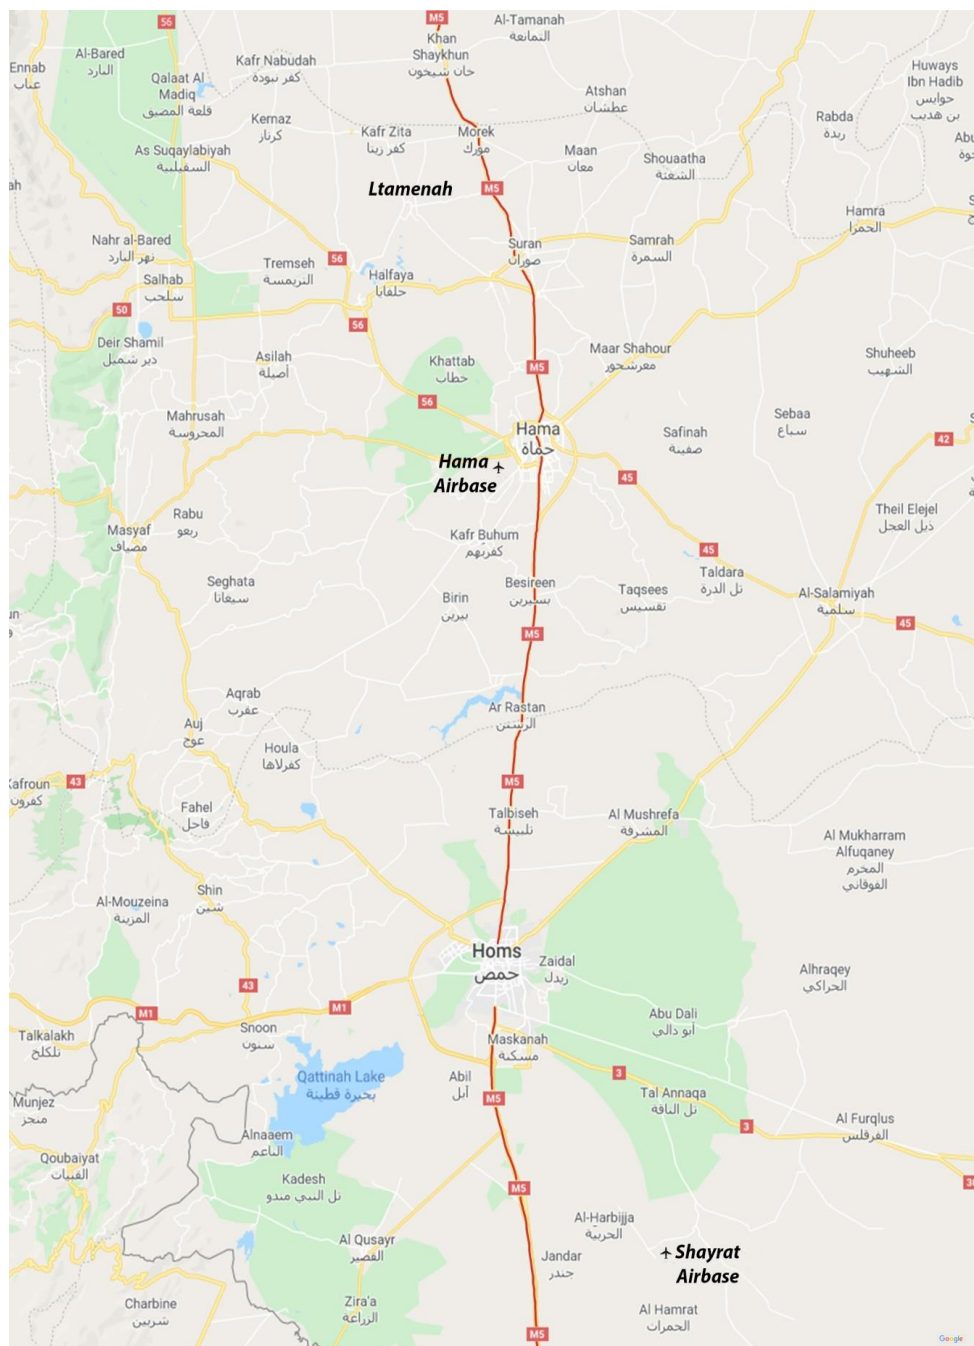 M5
56
Al-Tamanah
التمانعة
Khan
Shaykhun
خان شيخون
Al-Bared
البارد
Kafr Nabudah
كفر نبودة
Ennab
عناب
Qalaat Al
Madiq
قلعة المضيق
Huways
Ibn Hadib
حوايس
بن هديب
Atshan
عطشان
Rabda
ربدة
Kernaz
كرناز
Kafr Zita
كفر زيتا
Morek
مورك
Maan
معان
Shouaatha
الشعثة
As Suqaylabiyah
السقيلبية
Ltamenah
M5
Hamra
الحمرا
Nahr al-Bared
نهر البارد
Suran
صوران
Samrah
السمرة
56
Tremseh
التريمسة
Halfaya
حلفايا
Salhab
سلحب
50
56
Deir Shamil
دير شميل
Asilah
أصيلة
Khattab
خطاب
M5
Maar Shahour
معرشحور
Shuheeb
الشهيب
56
Mahrusah
المحروسة
Hama
حماة
Safinah
صفينة
Sebaa
سباع
42
Hama
Airbase
45
Rabu
ربعو
Masyaf
مصياف
Theil Elejel
ذيل العجل
Kafr Buhum
كفربهم
45
Seghata
سيغاتا
Birin
بيرين
Besireen
بسيرين
Taqsees
تقسيس
Taldara
تل الدرة
Al-Salamiyah
سلمية
45
M5
Aqrab
عقرب
Ar Rastan
الرستن
Auj
عوج
Houla
كفرلاها
43
Kafroun
كفرون
M5
Fahel
فاحل
Talbiseh
تلبيسة
Al Mushrefa
المشرفة
Al Mukharram
Alfuqaney
المخرم
الفوقاني
Shin
شين
Al-Mouzeina
المزينة
Homs
حمص
Zaidal
زيدل
Alhraqey
الحراكي
43
M1
M1
Snoon
سنون
Abu Dali
أبو دالي
Talkalakh
تلكلخ
Maskanah
مسكنة
Qattinah Lake
بحيرة قطينة
Abil
آبل
3
M5
Tal Annaqa
تل الناقة
Munjez
منجز
3
Al Furqlus
الفرقلس
Alnaaem
الناعم
Qoubaiyat
القبيات
Kadesh
تل النبي مندو
M5
Al-Harbijja
الحربية
Al Qusayr
القصير
Jandar
جندر
Shayrat
Airbase
Charbine
شربين
Zira'a
الزراعة
Al Hamrat
الحمرات
M5
Google